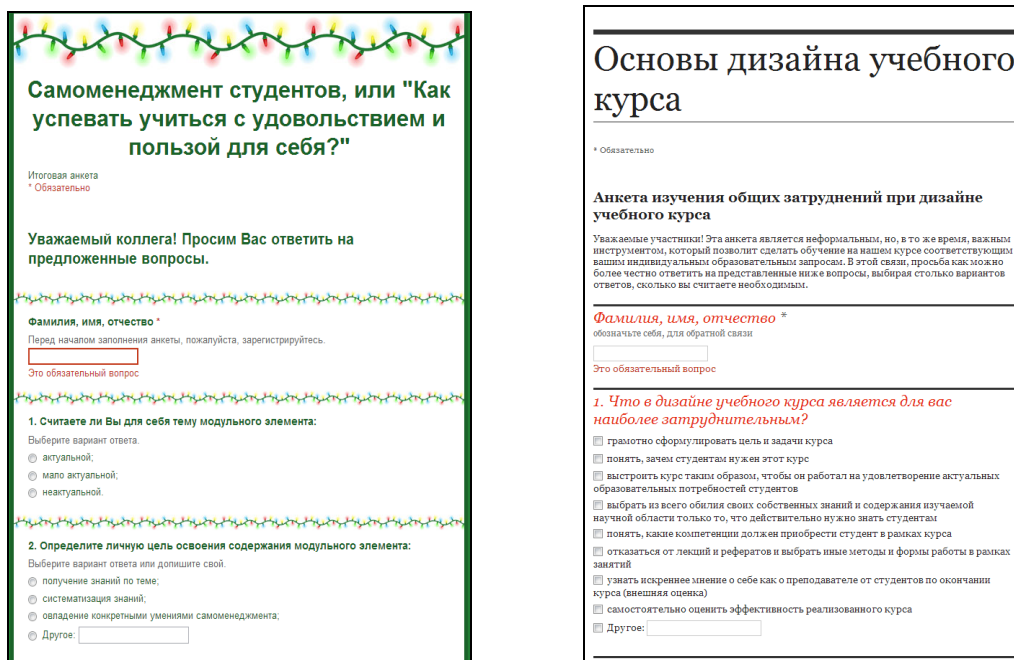 Самоменеджмент студентов, или "Как
успевать учиться с удовольствием и
пользой для себя?"
Итоговая анкета
* Обязательно
Уважаемый коллега! Просим Вас ответить на
предложенные вопросы.
Фамилия, имя, отчество *
Перед началом заполнения анкеты, пожалуйста, зарегистрируйтесь.
Это обязательный вопрос
1. Считаете ли Вы для себя тему модульного элемента:
Выберите вариант ответа.
актуальной;
мало актуальной;
неактуальной.
2. Определите личную цель освоения содержания модульного элемента:
Выберите вариант ответа или допишите свой.
получение знаний по теме;
систематизация знаний;
овладение конкретными умениями самоменеджмента;
Другое:
Основы дизайна учебного
курса
* Обязательно
Анкета изучения общих затруднений при дизайне
учебного курса
Уважаемые участники! Эта анкета является неформальным, но, в то же время, важным
инструментом, который позволит сделать обучение на нашем курсе соответствующим
вашим индивидуальным образовательным запросам. В этой связи, просьба как можно
более честно ответить на представленные ниже вопросы, выбирая столько вариантов
ответов, сколько вы считаете необходимым.
Фамилия, имя, отчество *
обозначьте себя, для обратной связи
Это обязательный вопрос
1. Что в дизайне учебного курса является для вас
наиболее затруднительным?
грамотно сформулировать цель и задачи курса
понять, зачем студентам нужен этот курс
выстроить курс таким образом, чтобы он работал на удовлетворение актуальных
образовательных потребностей студентов
выбрать из всего обилия своих собственных знаний и содержания изучаемой
научной области только то, что действительно нужно знать студентам
понять, какие компетенции должен приобрести студент в рамках курса
отказаться от лекций и рефератов и выбрать иные методы и формы работы в рамках
занятий
узнать искреннее мнение о себе как о преподавателе от студентов по окончании
курса (внешняя оценка)
самостоятельно оценить эффективность реализованного курса
Другое: